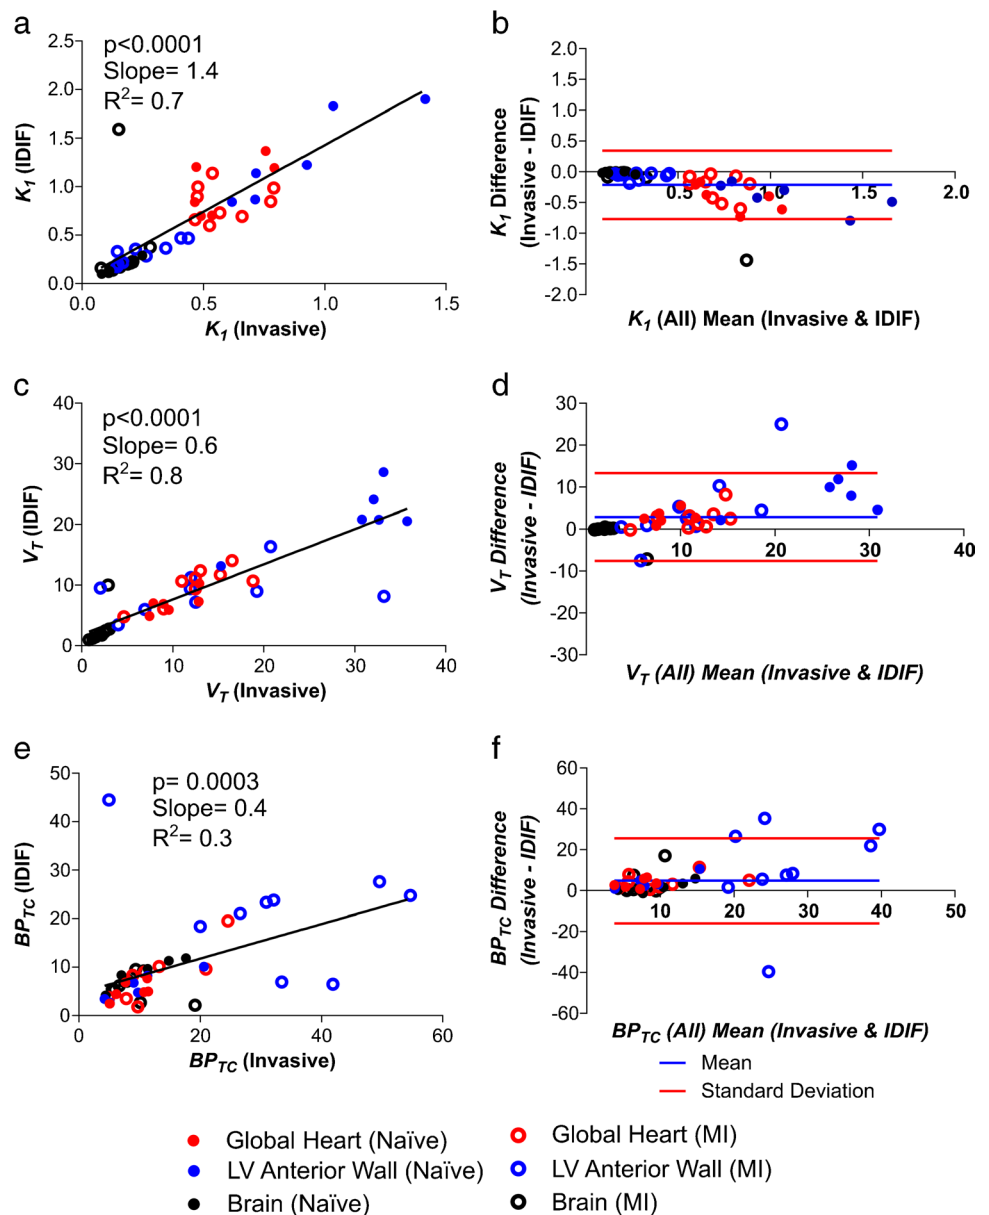 a
p<0.0001
Slope= 1.4
R²= 0.7
2.5
2.0
1.5
1.0
0.5
0.0
K₁ (IDIF)
0.0 0.5 1.0 1.5
K₁ (Invasive)
b
2.0
1.5
1.0
0.5
0.0
-0.5
-1.0
-1.5
-2.0
K₁ Difference
(Invasive - IDIF)
0.5 1.0 1.5 2.0
K₁ (All) Mean (Invasive & IDIF)
c
p<0.0001
Slope= 0.6
R²= 0.8
40
30
20
10
0
V_T (IDIF)
0 10 20 30 40
V_T (Invasive)
d
30
20
10
0
-10
-20
-30
V_T Difference
(Invasive - IDIF)
10 20 30 40
V_T (All) Mean (Invasive & IDIF)
e
p= 0.0003
Slope= 0.4
R²= 0.3
50
40
30
20
10
0
BP_TC (IDIF)
0 20 40 60
BP_TC (Invasive)
f
60
40
20
0
-20
-40
-60
BP_TC Difference
(Invasive - IDIF)
10 20 30 40 50
BP_TC (All) Mean (Invasive & IDIF)
Mean
Standard Deviation
Global Heart (Naïve) Global Heart (MI)
LV Anterior Wall (Naïve) LV Anterior Wall (MI)
Brain (Naïve) Brain (MI)